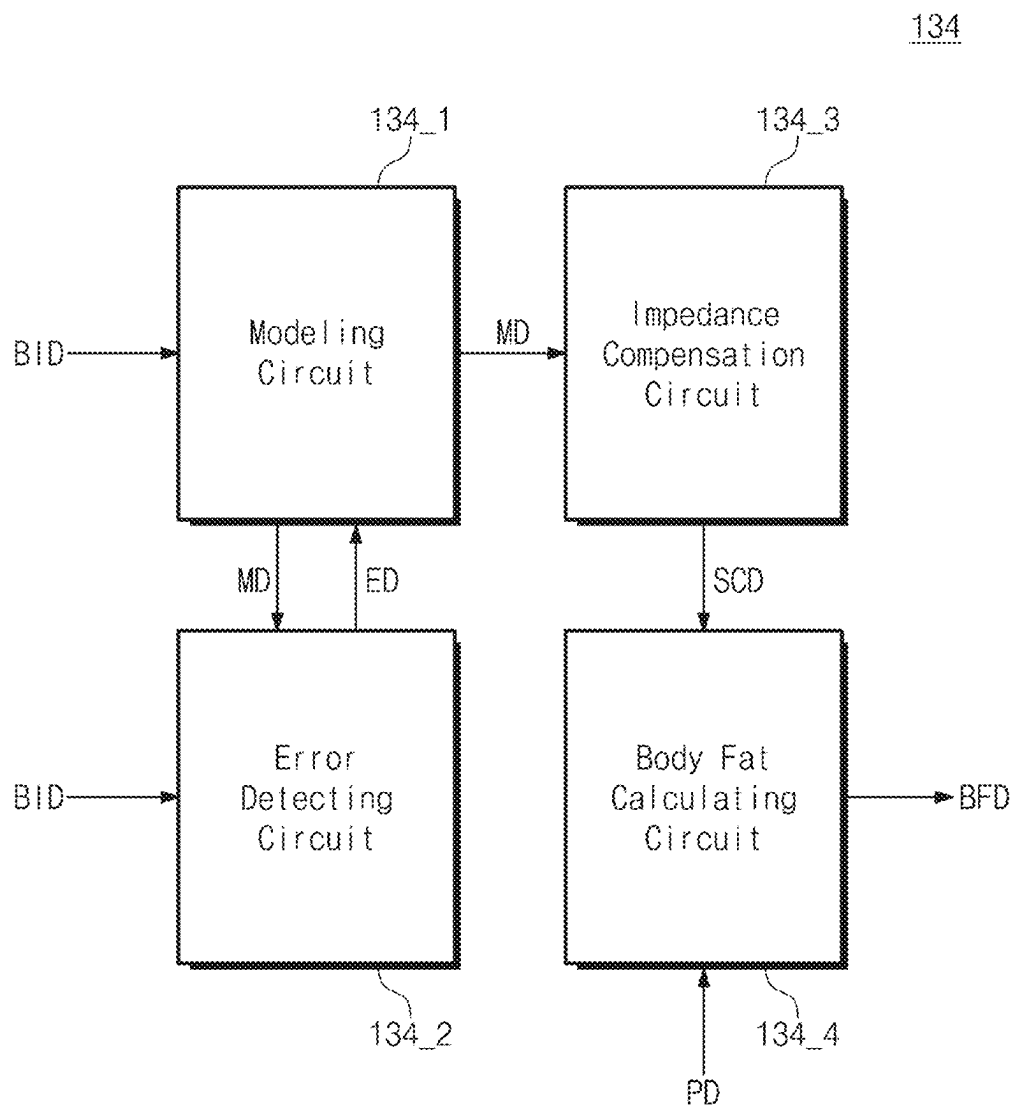 134
134_1
134_3
BID
Modeling
Circuit
MD
Impedance
Compensation
Circuit
MD
ED
SCD
BID
Error
Detecting
Circuit
Body Fat
Calculating
Circuit
BFD
134_2
134_4
PD